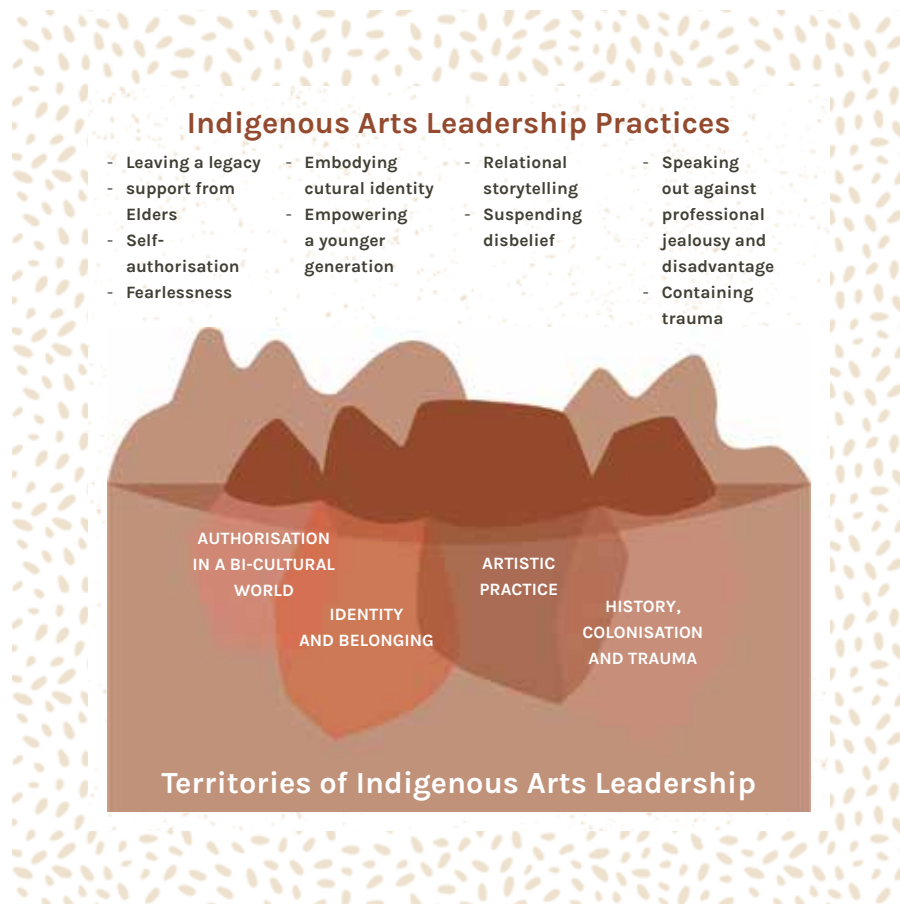 Indigenous Arts Leadership Practices
- Leaving a legacy
- support from
Elders
- Self-
authorisation
- Fearlessness
- Embodying
cutural identity
- Empowering
a younger
generation
- Relational
storytelling
- Suspending
disbelief
- Speaking
out against
professional
jealousy and
disadvantage
- Containing
trauma
AUTHORISATION
IN A BI-CULTURAL
WORLD
IDENTITY
AND BELONGING
ARTISTIC
PRACTICE
HISTORY,
COLONISATION
AND TRAUMA
Territories of Indigenous Arts Leadership